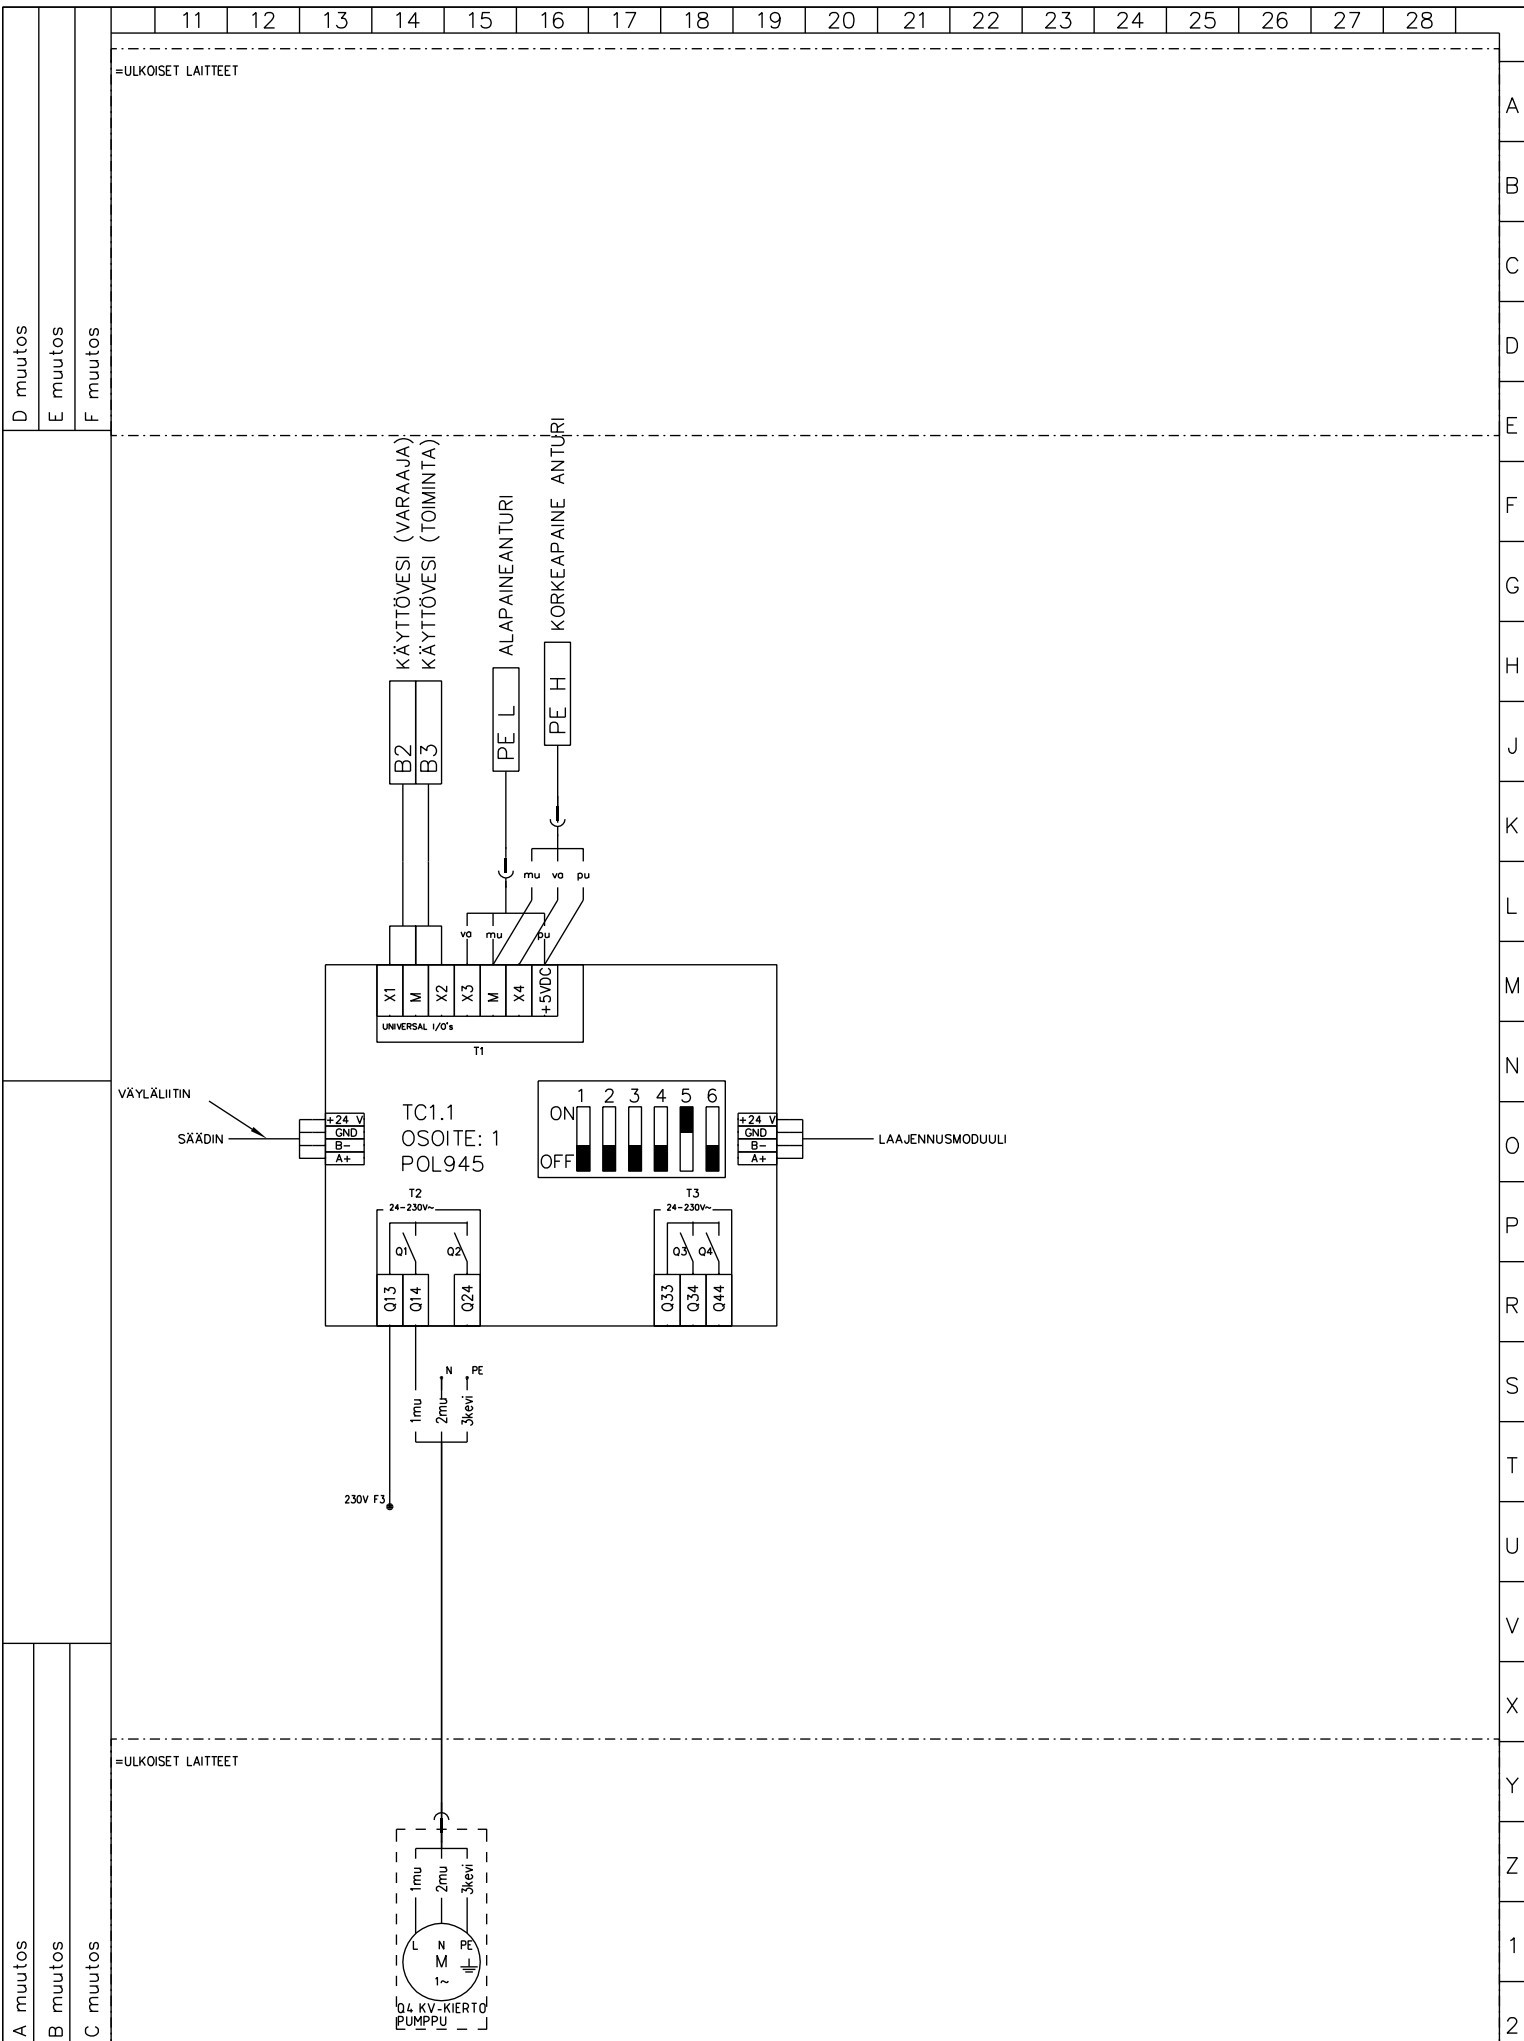 11 12 13 14 15 16 17 18 19 20 21 22 23 24 25 26 27 28
=ULKOISET LAITTEET
A
B
C
D
E
F
G
H
J
K
L
M
N
O
P
R
S
T
U
V
X
Y
Z
1
2
D muutos
E muutos
F muutos
KÄYTTÖVESI (VARAAJA)
KÄYTTÖVESI (TOIMINTA)
ALAPAINEANTURI
KORKEAPAINE ANTURI
B2
B3
PE L
PE H
mu va pu
va mu pu
X1 M X2 X3 M X4 +5VDC
UNIVERSAL I/O's
T1
VÄYLÄLIITIN
SÄÄDIN
+24 V
GND
B-
A+
TC1.1
OSOITE: 1
POL945
1 2 3 4 5 6
ON
OFF
+24 V
GND
B-
A+
LAAJENNUSMODUULI
T2
24-230V~
Q1 Q2
Q13 Q14 Q24
T3
24-230V~
Q3 Q4
Q33 Q34 Q44
N PE
1mu 2mu 3kevi
230V F3
=ULKOISET LAITTEET
1mu 2mu 3kevi
L N PE
M
1~
Q4 KV-KIERTO
PUMPPU
A muutos
B muutos
C muutos